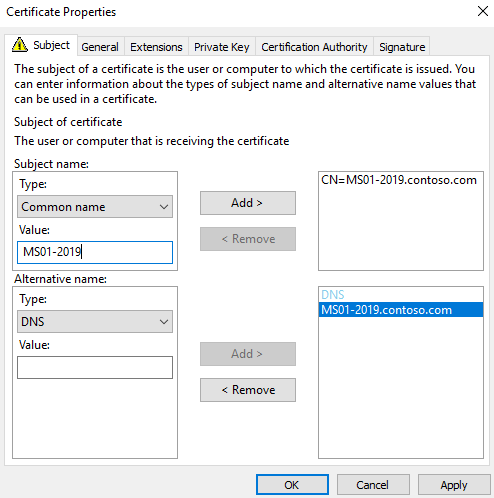 Certificate Properties
Subject
General
Extensions
Private Key
Certification Authority
Signature
The subject of a certificate is the user or computer to which the certificate is issued. You
can enter information about the types of subject name and alternative name values that
can be used in a certificate.
Subject of certificate
The user or computer that is receiving the certificate
Subject name:
Type:
Common name
Value:
MS01-2019
Add >
< Remove
CN=MS01-2019.contoso.com
Alternative name:
Type:
DNS
Value:
Add >
< Remove
DNS
MS01-2019.contoso.com
OK
Cancel
Apply